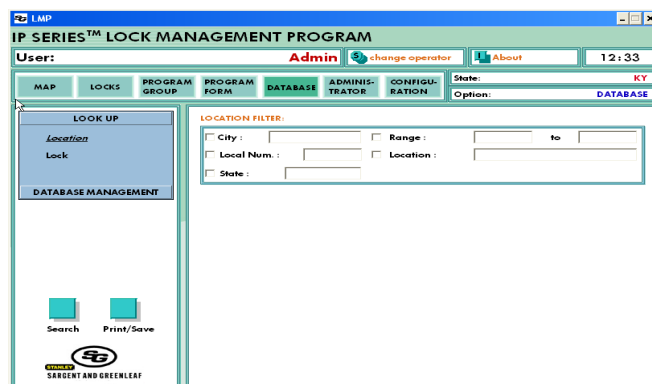 LMP
IP SERIES™ LOCK MANAGEMENT PROGRAM
User: Admin change operator About 12:33
MAP LOCKS PROGRAM GROUP PROGRAM FORM DATABASE ADMINIS-TRATOR CONFIGU-RATION
State: KY
Option: DATABASE
LOOK UP
Location
Lock
DATABASE MANAGEMENT
LOCATION FILTER:
City : Range : to
Local Num. : Location :
State :
Search Print/Save
STANLEY
SG
SARGENT AND GREENLEAF